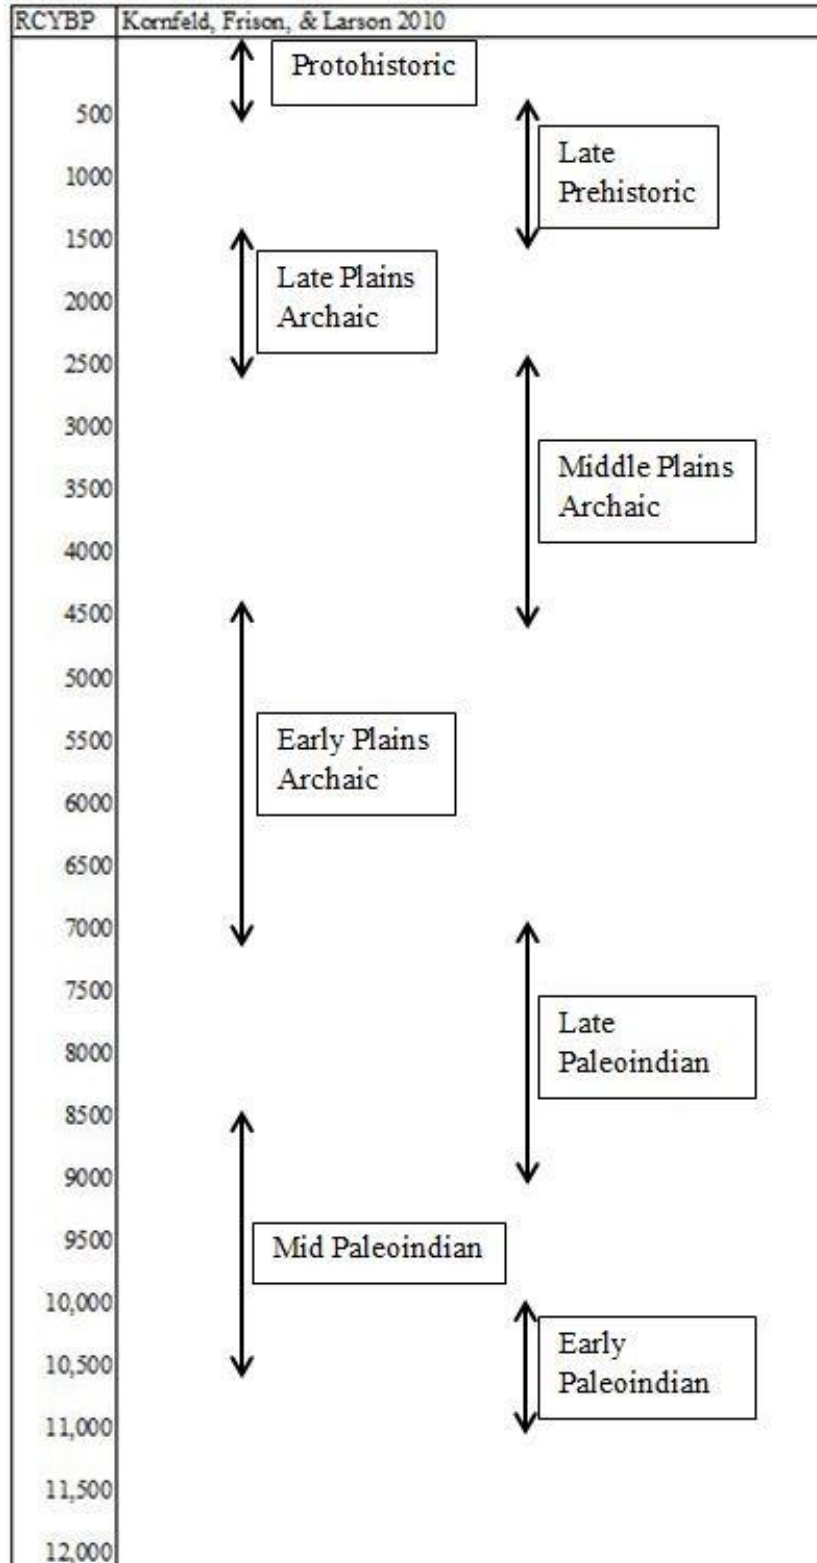 RCYBP Kornfeld, Frison, & Larson 2010
Protohistoric
500
Late
Prehistoric
1000
1500
Late Plains
Archaic
2000
2500
3000
Middle Plains
Archaic
3500
4000
4500
5000
5500
Early Plains
Archaic
6000
6500
7000
7500
Late
Paleoindian
8000
8500
9000
9500
Mid Paleoindian
10,000
Early
Paleoindian
10,500
11,000
11,500
12,000